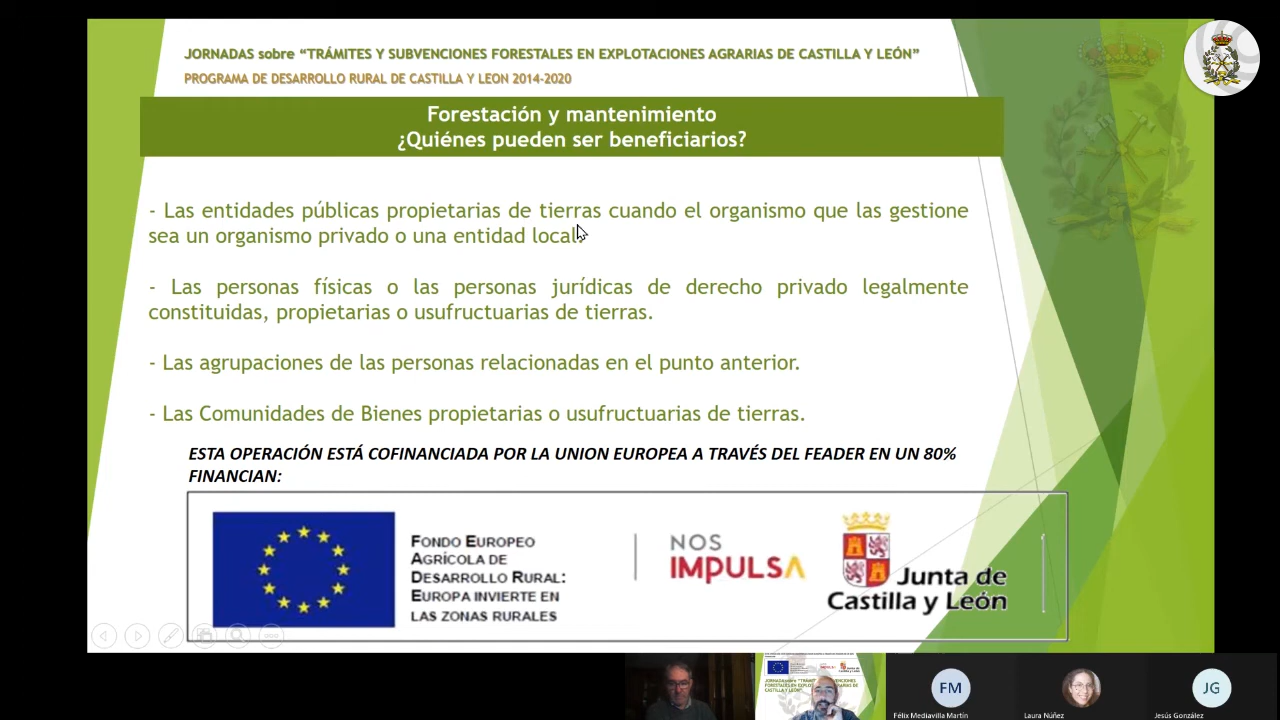 JORNADAS sobre “TRÁMITES Y SUBVENCIONES FORESTALES EN EXPLOTACIONES AGRARIAS DE CASTILLA Y LEÓN”
PROGRAMA DE DESARROLLO RURAL DE CASTILLA Y LEON 2014-2020
Forestación y mantenimiento
¿Quiénes pueden ser beneficiarios?
- Las entidades públicas propietarias de tierras cuando el organismo que las gestione
sea un organismo privado o una entidad local
- Las personas físicas o las personas jurídicas de derecho privado legalmente
constituidas, propietarias o usufructuarias de tierras.
- Las agrupaciones de las personas relacionadas en el punto anterior.
- Las Comunidades de Bienes propietarias o usufructuarias de tierras.
ESTA OPERACIÓN ESTÁ COFINANCIADA POR LA UNION EUROPEA A TRAVÉS DEL FEADER EN UN 80%
FINANCIAN:
FONDO EUROPEO
AGRÍCOLA DE
DESARROLLO RURAL:
EUROPA INVIERTE EN
LAS ZONAS RURALES
NOS
IMPULSA
Junta de
Castilla y León
FM
JG
Félix Mediavilla Martín
Laura Núñez
Jesús González